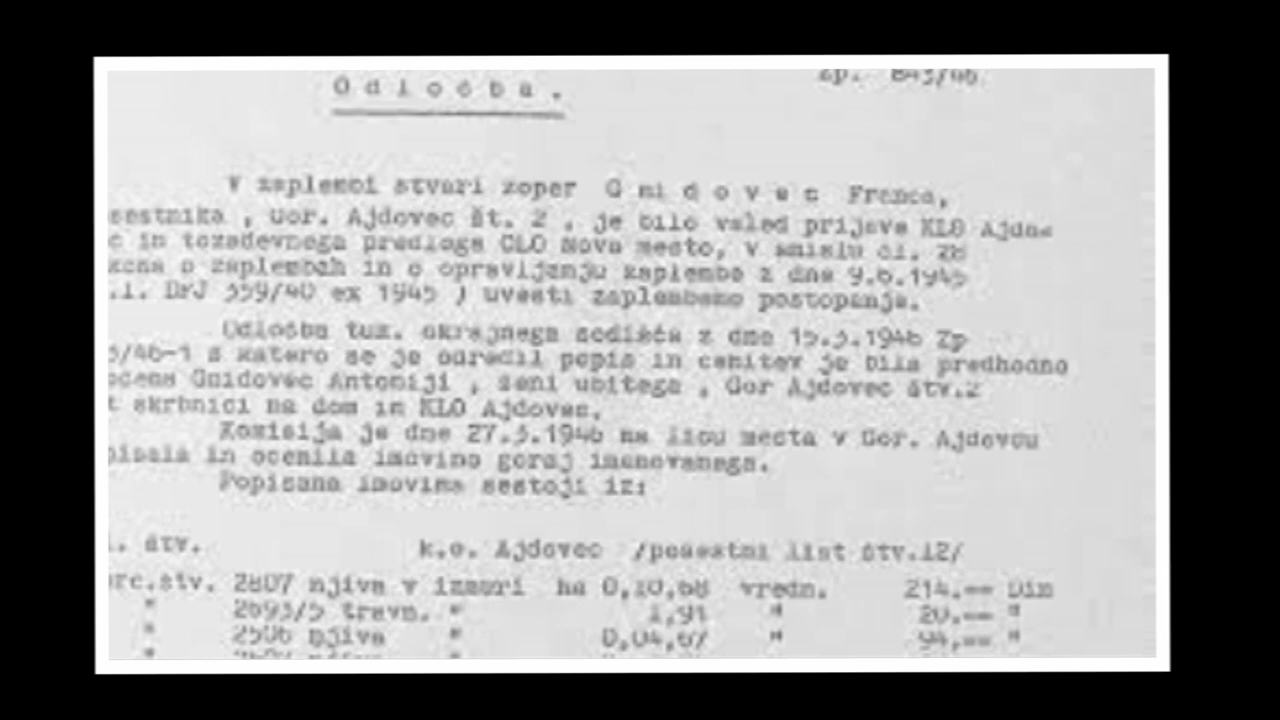 Zp. 843/46.
O d l o č b a .
V zaplembi stvari zoper G n i d o v e c Franca,
sestnika , Gor. Ajdovec št. 2 , je bilo vsled prijave KLO Ajdov
c in tozadevnega predloga OLO Novo mesto, v smislu čl. 28
kona o zaplembah in o opravljanju zaplembe z dne 9.6.1945
.l. DFJ 359/40 ex 1945 / uvesti zaplembeno postopanje.
Odločba tuk. okrajnega sodišča z dne 15.3.1946 Zp
3/46-1 s katero se je odredil popis in cenitev je bila predhodno
očena Gnidovec Antoniji , ženi ubitega , Gor Ajdovec štv.2
t skrbnici na dom in KLO Ajdovec.
Komisija je dne 27.3.1946 na licu mesta v Gor. Ajdovcu
pisala in ocenila imovino goraj imenovanega.
Popisana imovina sestoji iz:
. štv. k.o. Ajdovec /posestni list štv.12/
rc.štv. 2807 njiva v izmeri ha 0,10,68 vredn. 214.-- Din
" 2693/5 travn. " 1,91 " 20.-- "
" 2506 njiva " 0,04,67 " 94.-- "